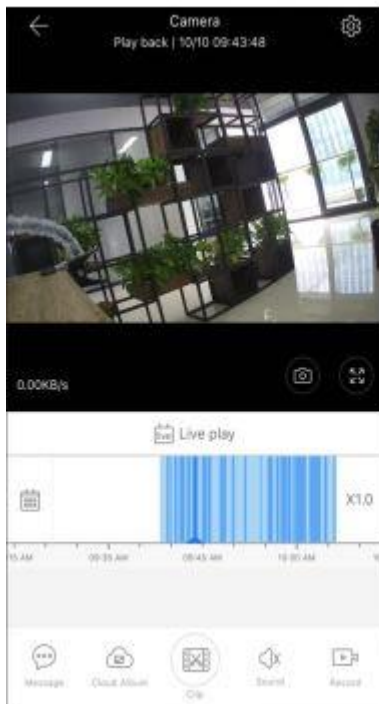 Camera
Play back | 10/10 09:43:48
0.00KB/s
Live play
X1.0
09:35 AM
09:45 AM
10:00 AM
Message
Cloud Album
Clip
Sound
Record